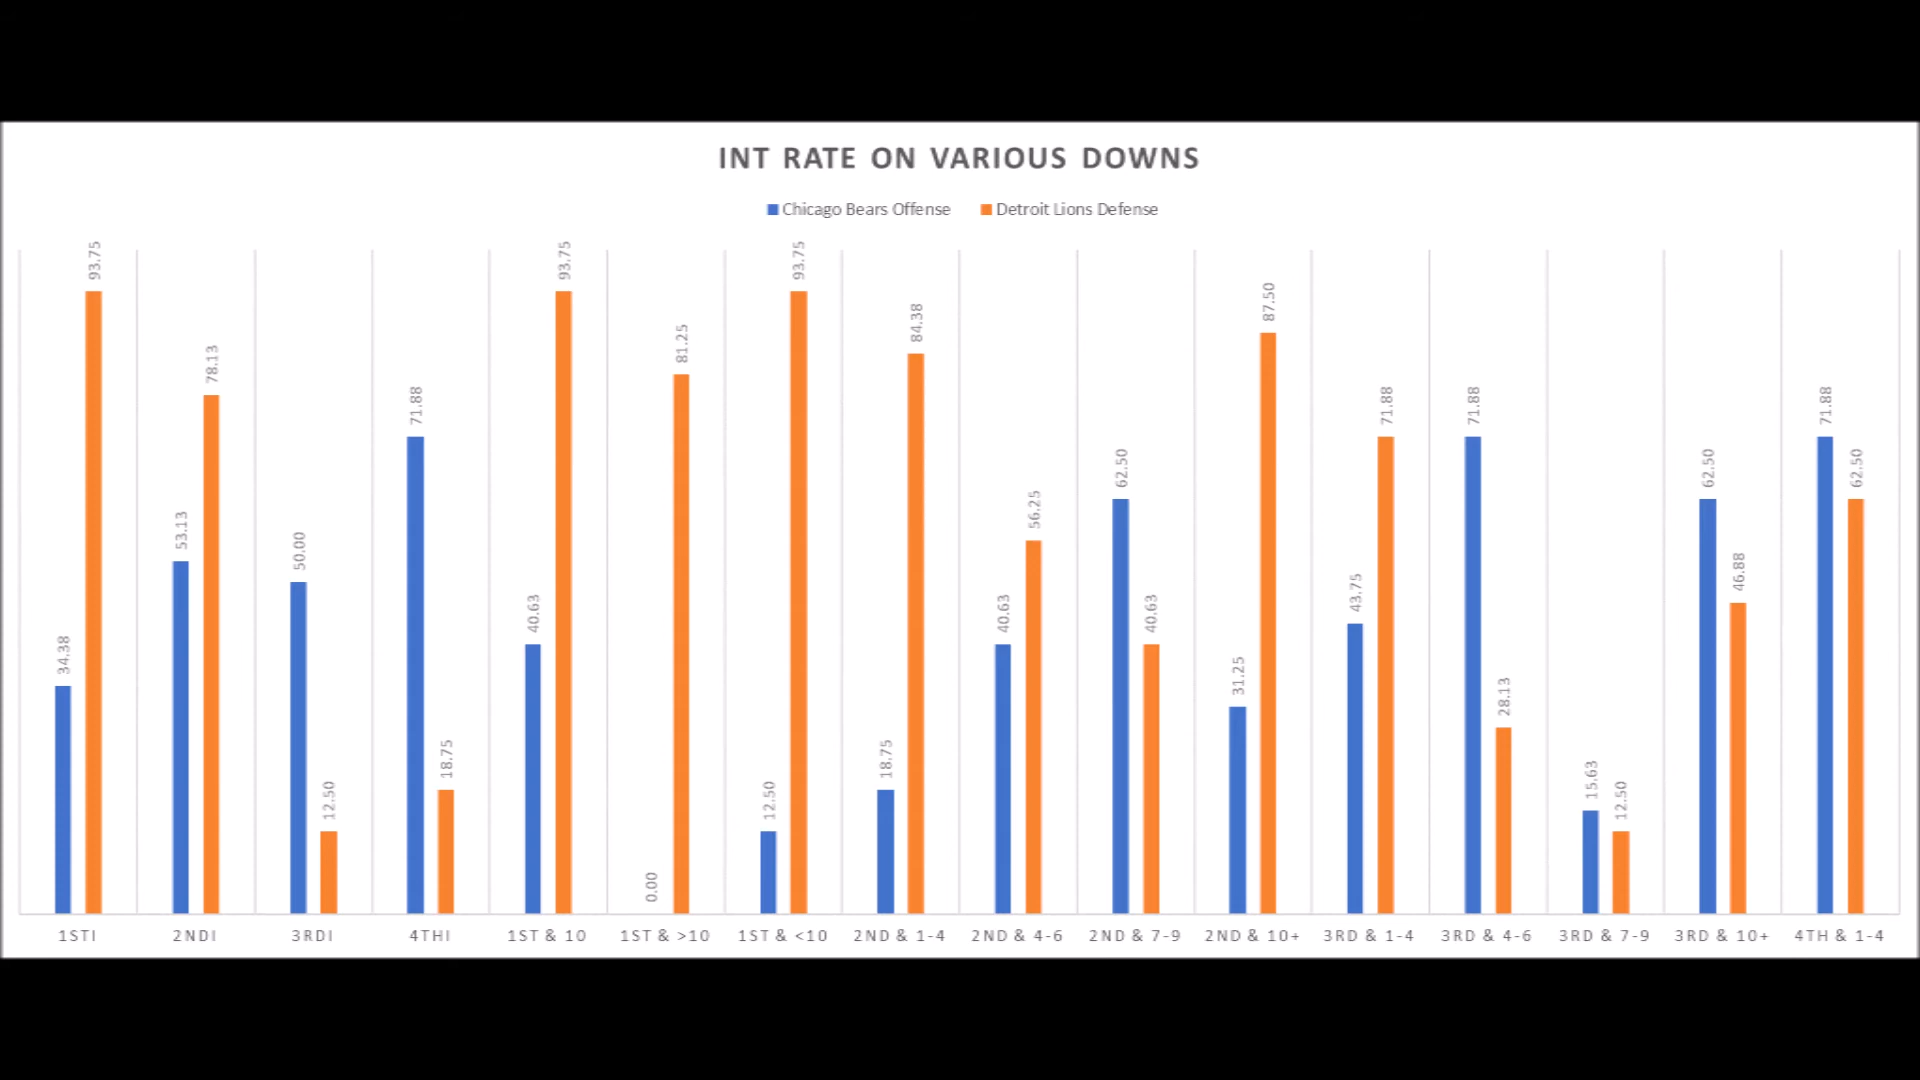 INT RATE ON VARIOUS DOWNS
Chicago Bears Offense Detroit Lions Defense
34.38 93.75 53.13 78.13 50.00 12.50 71.88 18.75 40.63 93.75 0.00 81.25 12.50 93.75 18.75 84.38 40.63 56.25 62.50 40.63 31.25 87.50 43.75 71.88 71.88 28.13 15.63 12.50 62.50 46.88 71.88 62.50
1STI 2NDI 3RDI 4THI 1ST & 10 1ST & >10 1ST & <10 2ND & 1-4 2ND & 4-6 2ND & 7-9 2ND & 10+ 3RD & 1-4 3RD & 4-6 3RD & 7-9 3RD & 10+ 4TH & 1-4